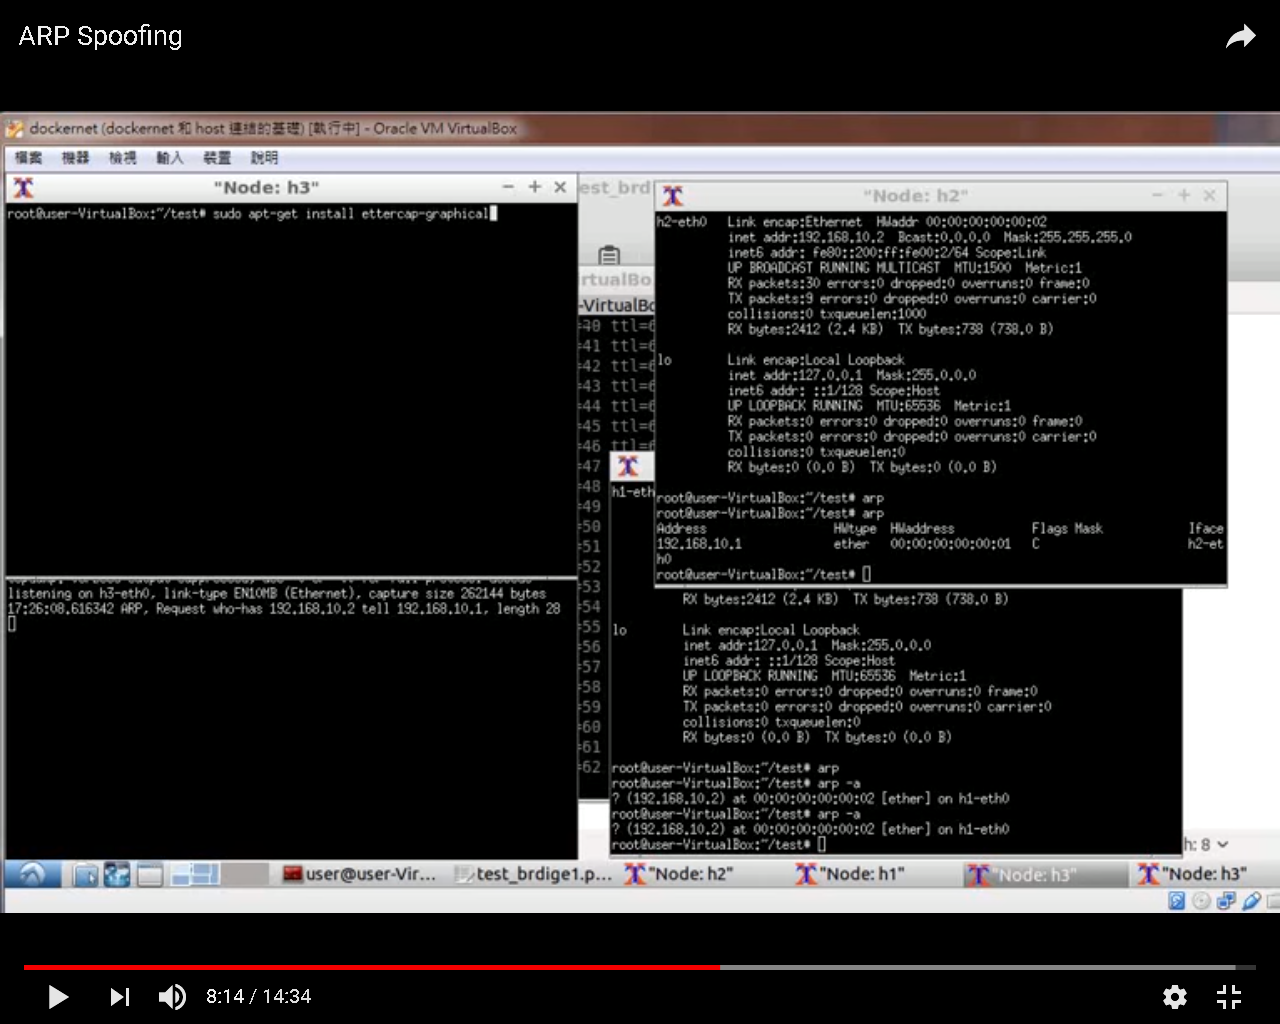 ARP Spoofing
dockernet (dockernet 和 host 連結的基礎) [執行中] - Oracle VM VirtualBox
檔案 機器 檢視 輸入 裝置 說明
"Node: h3"
root@user-VirtualBox:~/test# sudo apt-get install ettercap-graphical
listening on h3-eth0, link-type EN10MB (Ethernet), capture size 262144 bytes
17:26:08.616342 ARP, Request who-has 192.168.10.2 tell 192.168.10.1, length 28
est_brd
rtualBo
-VirtualBo
=40 ttl=6
=41 ttl=6
=42 ttl=6
=43 ttl=6
=44 ttl=6
=45 ttl=6
=46 ttl=6
=47
=48
=49
=50
=51
=52
=53
=54
=55
=56
=57
=58
=59
=60
=61
=62
"Node: h2"
h2-eth0 Link encap:Ethernet HWaddr 00:00:00:00:00:02
inet addr:192.168.10.2 Bcast:0.0.0.0 Mask:255.255.255.0
inet6 addr: fe80::200:ff:fe00:2/64 Scope:Link
UP BROADCAST RUNNING MULTICAST MTU:1500 Metric:1
RX packets:30 errors:0 dropped:0 overruns:0 frame:0
TX packets:9 errors:0 dropped:0 overruns:0 carrier:0
collisions:0 txqueuelen:1000
RX bytes:2412 (2.4 KB) TX bytes:738 (738.0 B)
lo Link encap:Local Loopback
inet addr:127.0.0.1 Mask:255.0.0.0
inet6 addr: ::1/128 Scope:Host
UP LOOPBACK RUNNING MTU:65536 Metric:1
RX packets:0 errors:0 dropped:0 overruns:0 frame:0
TX packets:0 errors:0 dropped:0 overruns:0 carrier:0
collisions:0 txqueuelen:0
RX bytes:0 (0.0 B) TX bytes:0 (0.0 B)
root@user-VirtualBox:~/test# arp
root@user-VirtualBox:~/test# arp
Address HWtype HWaddress Flags Mask Iface
192.168.10.1 ether 00:00:00:00:00:01 C h2-et
h0
root@user-VirtualBox:~/test#
h1-eth
RX bytes:2412 (2.4 KB) TX bytes:738 (738.0 B)
lo Link encap:Local Loopback
inet addr:127.0.0.1 Mask:255.0.0.0
inet6 addr: ::1/128 Scope:Host
UP LOOPBACK RUNNING MTU:65536 Metric:1
RX packets:0 errors:0 dropped:0 overruns:0 frame:0
TX packets:0 errors:0 dropped:0 overruns:0 carrier:0
collisions:0 txqueuelen:0
RX bytes:0 (0.0 B) TX bytes:0 (0.0 B)
root@user-VirtualBox:~/test# arp
root@user-VirtualBox:~/test# arp -a
? (192.168.10.2) at 00:00:00:00:00:02 [ether] on h1-eth0
root@user-VirtualBox:~/test# arp -a
? (192.168.10.2) at 00:00:00:00:00:02 [ether] on h1-eth0
root@user-VirtualBox:~/test#
h: 8
user@user-Vir... test_brdige1.p... "Node: h2" "Node: h1" "Node: h3" "Node: h3"
8:14 / 14:34